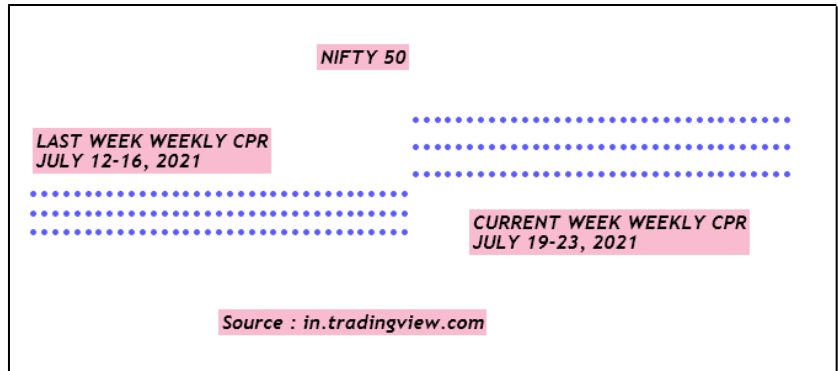 NIFTY 50
LAST WEEK WEEKLY CPR
JULY 12-16, 2021
CURRENT WEEK WEEKLY CPR
JULY 19-23, 2021
Source : in.tradingview.com